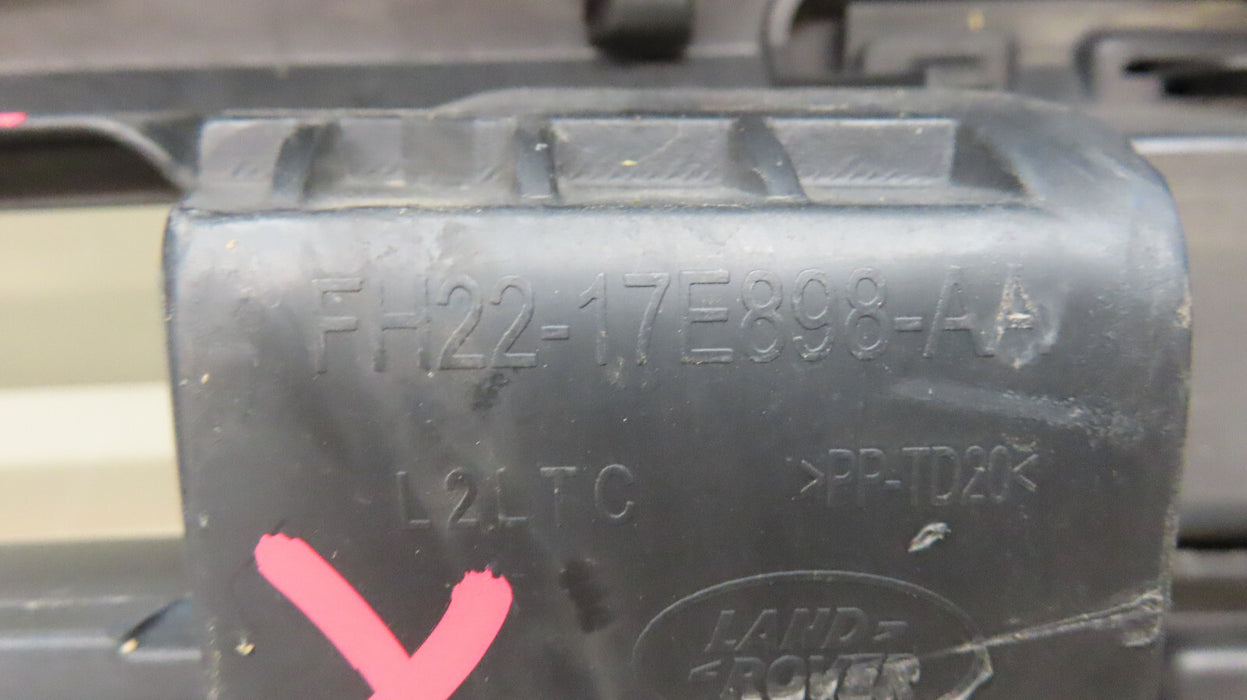 FH22-17E898-AA
L2LTC >PP-TD20<
LAND-
-ROVER